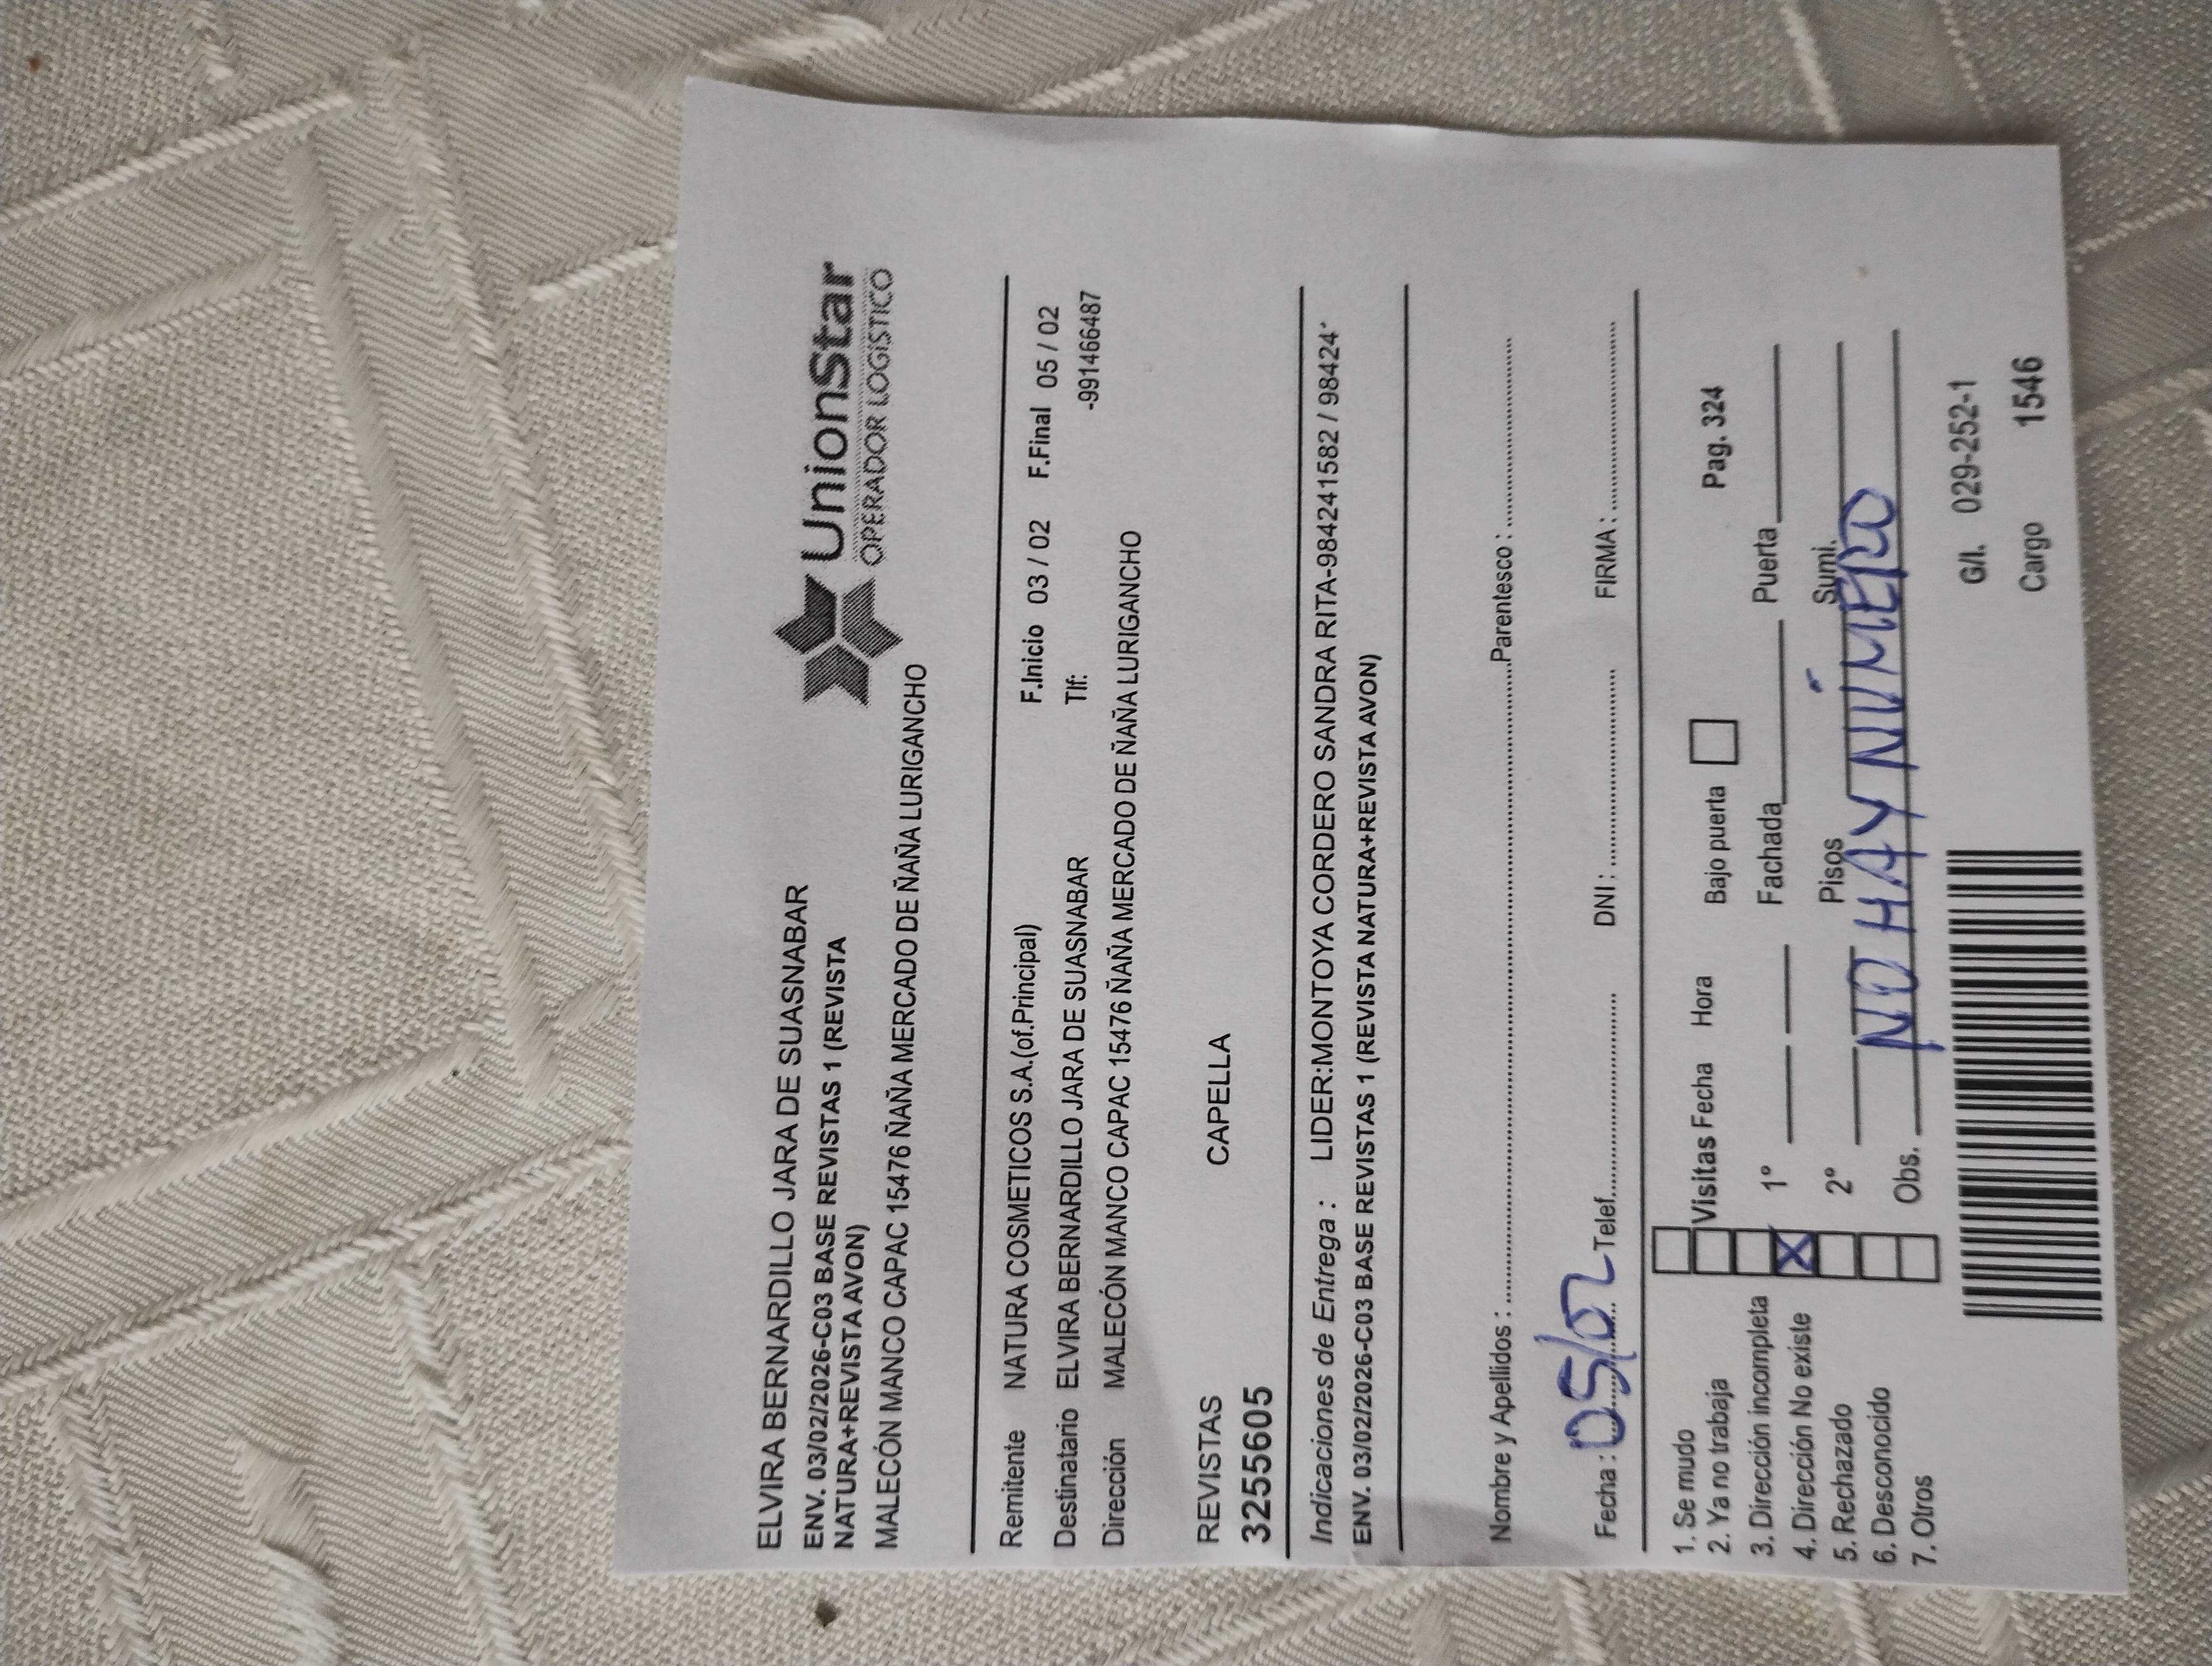 ELVIRA BERNARDILLO JARA DE SUASNABAR
ENV. 03/02/2026-C03 BASE REVISTAS 1 (REVISTA
NATURA+REVISTA AVON)
MALECÓN MANCO CAPAC 15476 ÑAÑA MERCADO DE ÑAÑA LURIGANCHO
UnionStar
OPERADOR LOGÍSTICO
Remitente NATURA COSMETICOS S.A.(of.Principal) F.Inicio 03 / 02 F.Final 05 / 02
Destinatario ELVIRA BERNARDILLO JARA DE SUASNABAR Tlf: -991466487
Dirección MALECÓN MANCO CAPAC 15476 ÑAÑA MERCADO DE ÑAÑA LURIGANCHO
REVISTAS CAPELLA
3255605
Indicaciones de Entrega : LIDER:MONTOYA CORDERO SANDRA RITA-984241582 / 98424
ENV. 03/02/2026-C03 BASE REVISTAS 1 (REVISTA NATURA+REVISTA AVON)
Nombre y Apellidos : Parentesco :
Fecha : 05/02 Telef. DNI : FIRMA :
1. Se mudo
2. Ya no trabaja
3. Dirección incompleta
4. Dirección No existe X
5. Rechazado
6. Desconocido
7. Otros
Visitas Fecha Hora Bajo puerta Pag. 324
1º Fachada Puerta
2º Pisos Sumi.
Obs. NO HAY NÚMERO
G/I. 029-252-1
Cargo 1546